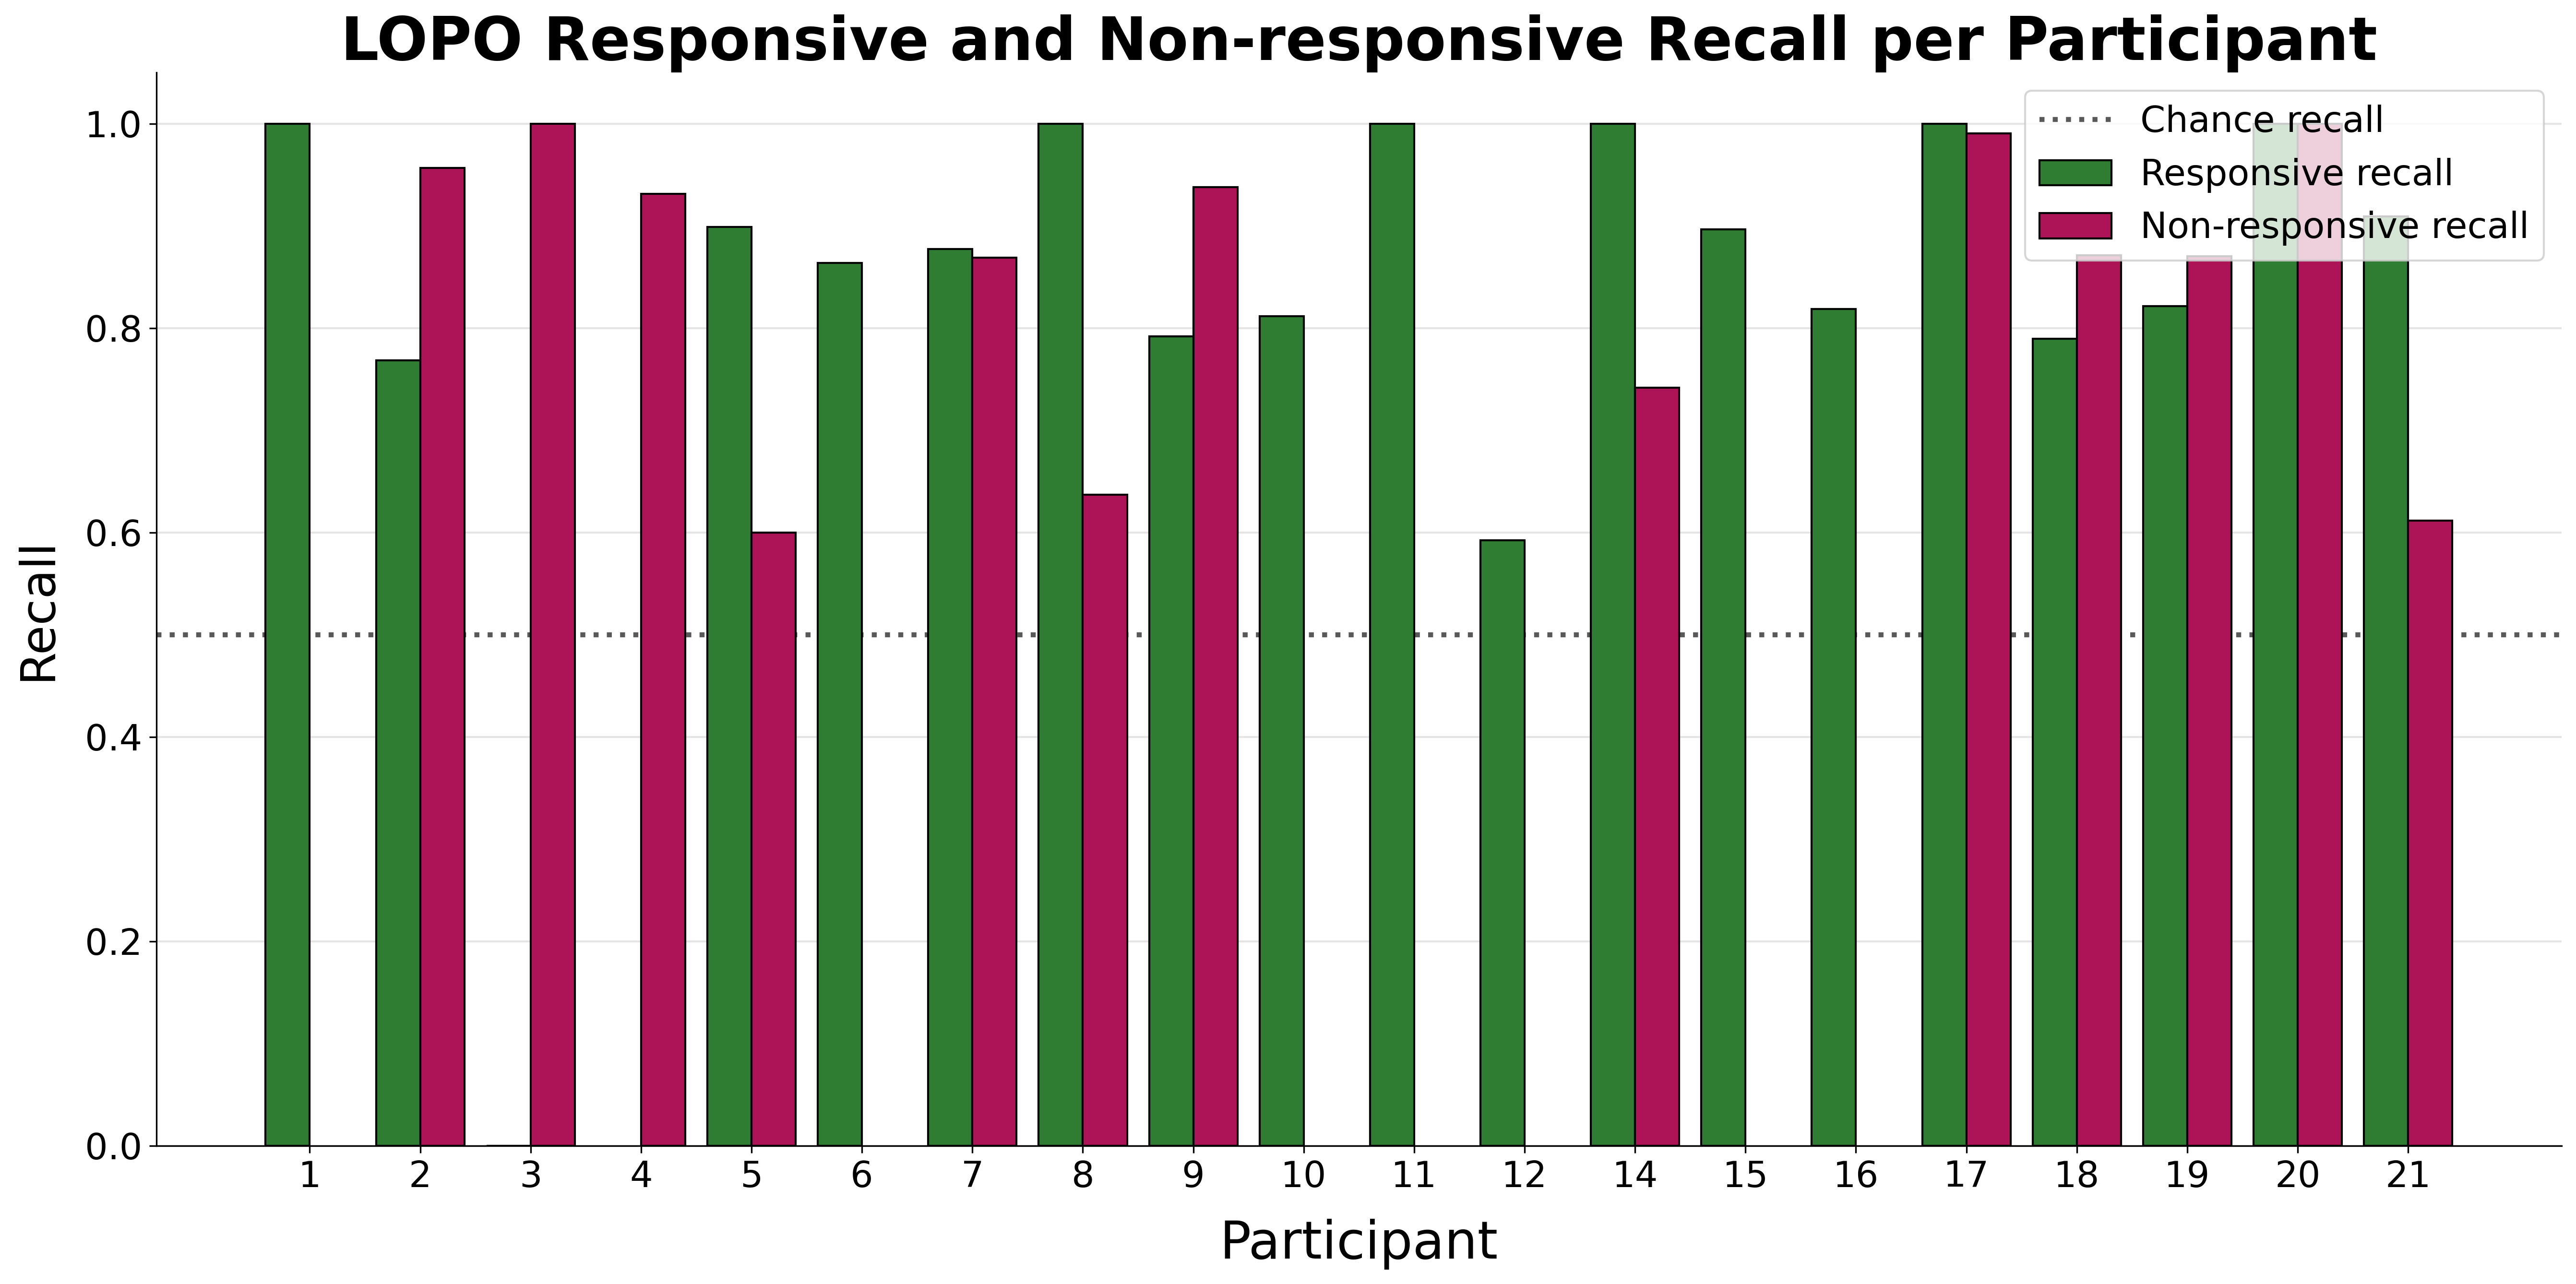 LOPO Responsive and Non-responsive Recall per Participant
Chance recall
Responsive recall
Non-responsive recall
Recall
1.0
0.8
0.6
0.4
0.2
0.0
1 2 3 4 5 6 7 8 9 10 11 12 14 15 16 17 18 19 20 21
Participant